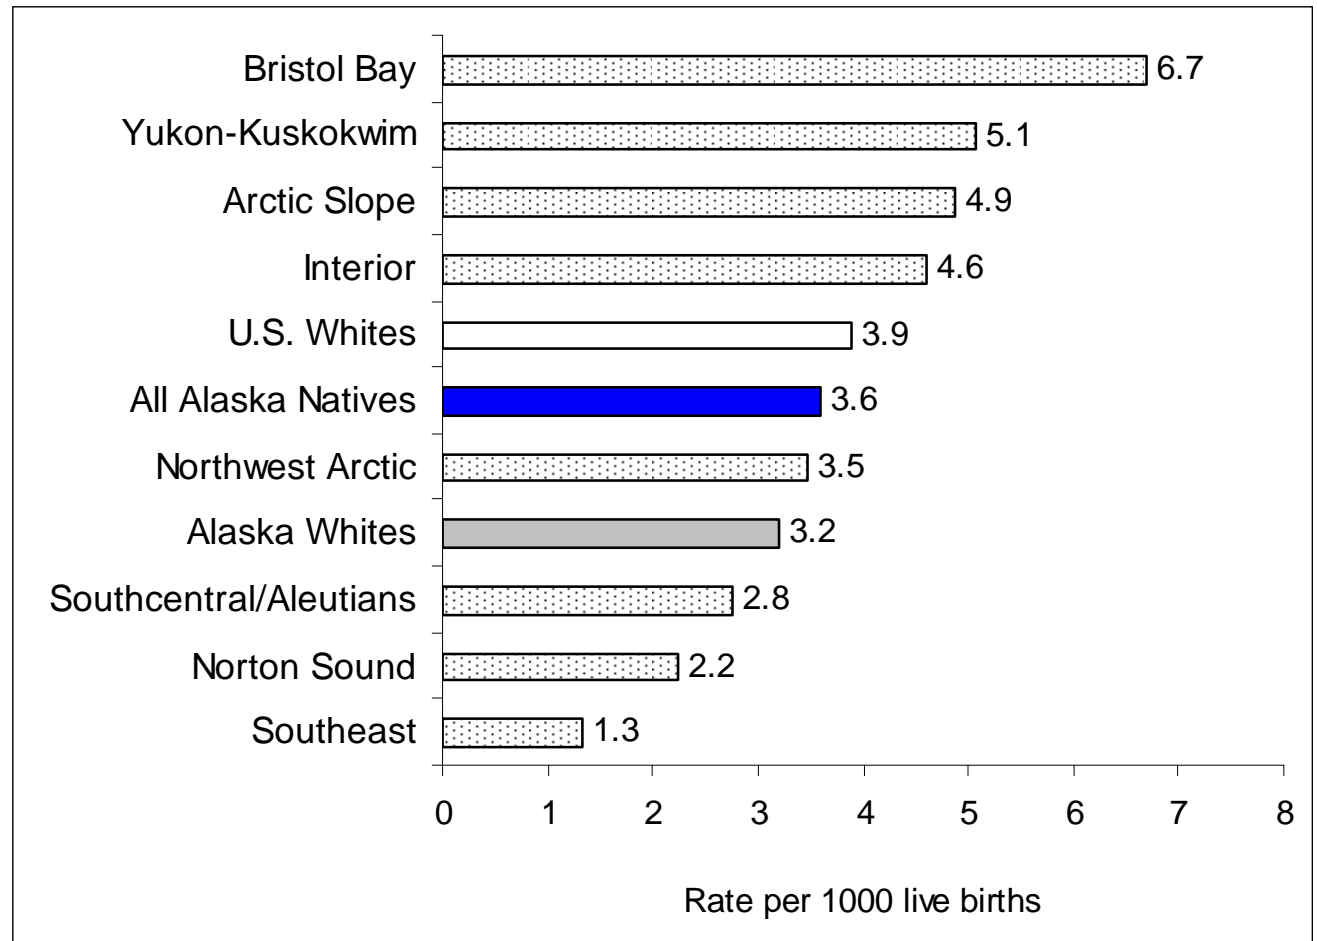 Bristol Bay 6.7
Yukon-Kuskokwim 5.1
Arctic Slope 4.9
Interior 4.6
U.S. Whites 3.9
All Alaska Natives 3.6
Northwest Arctic 3.5
Alaska Whites 3.2
Southcentral/Aleutians 2.8
Norton Sound 2.2
Southeast 1.3
0 1 2 3 4 5 6 7 8
Rate per 1000 live births